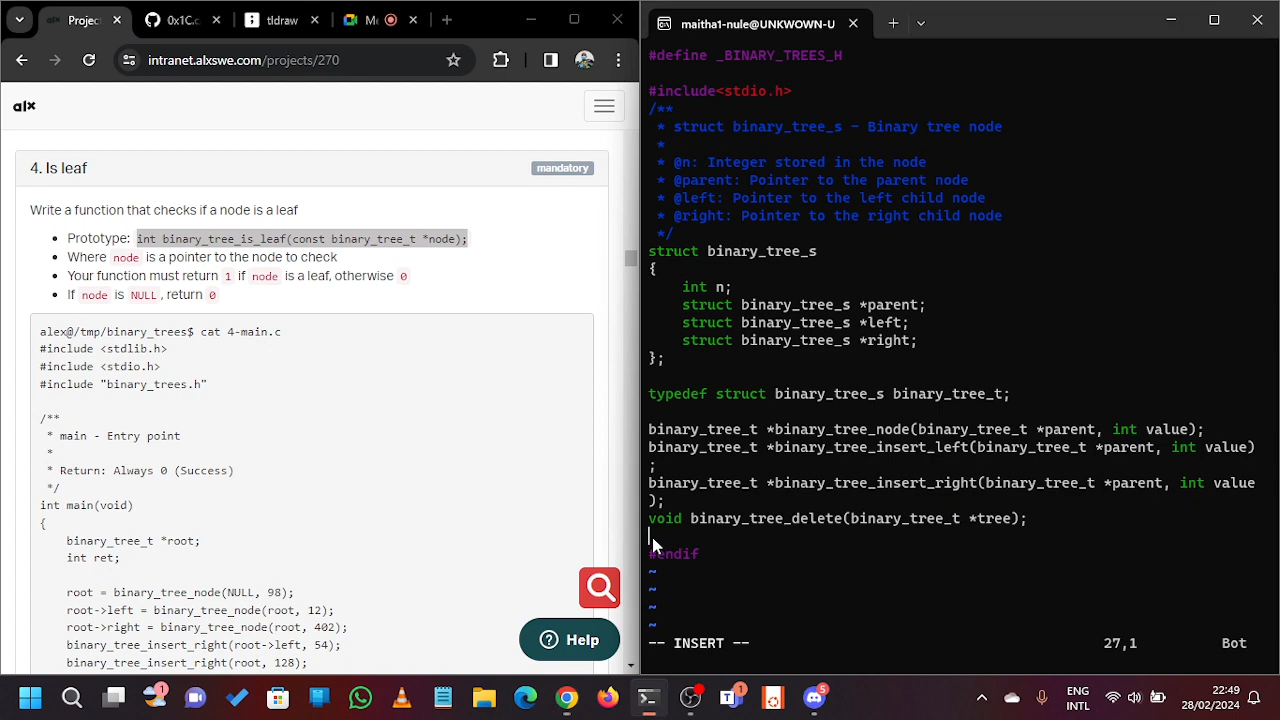 Projec
0x1C.c
tldraw
Me
intranet.alxswe.com/projects/270
alx
4. Is leaf
mandatory
Write a function that checks if a node is a leaf
Prototype: int binary_tree_is_leaf(const binary_tree_t *node);
Where node is a pointer to the node to check
Your function must return 1 if node is a leaf, otherwise 0
If node is NULL, return 0
alex@/tmp/binary_trees$ cat 4-main.c
#include <stdlib.h>
#include <stdio.h>
#include "binary_trees.h"
/**
 * main - Entry point
 *
 * Return: Always 0 (Success)
 */
int main(void)
{
    binary_tree_t *root;
    int ret;
    root = binary_tree_node(NULL, 98);
    root->left = binary_tree_node(root, 12);
    root->right = binary_tree_node(root, 402);
    binary_tree_insert_right(root->left, 54);
    binary_tree_insert_right(root, 128);
Help
maitha1-nule@UNKWOWN-U
#define _BINARY_TREES_H
#include<stdio.h>
/**
 * struct binary_tree_s - Binary tree node
 *
 * @n: Integer stored in the node
 * @parent: Pointer to the parent node
 * @left: Pointer to the left child node
 * @right: Pointer to the right child node
 */
struct binary_tree_s
{
    int n;
    struct binary_tree_s *parent;
    struct binary_tree_s *left;
    struct binary_tree_s *right;
};
typedef struct binary_tree_s binary_tree_t;
binary_tree_t *binary_tree_node(binary_tree_t *parent, int value);
binary_tree_t *binary_tree_insert_left(binary_tree_t *parent, int value)
;
binary_tree_t *binary_tree_insert_right(binary_tree_t *parent, int value
);
void binary_tree_delete(binary_tree_t *tree);
#endif
~
~
~
~
-- INSERT -- 27,1 Bot
1
1
5
ENG
INTL
22:49
28/02/2024